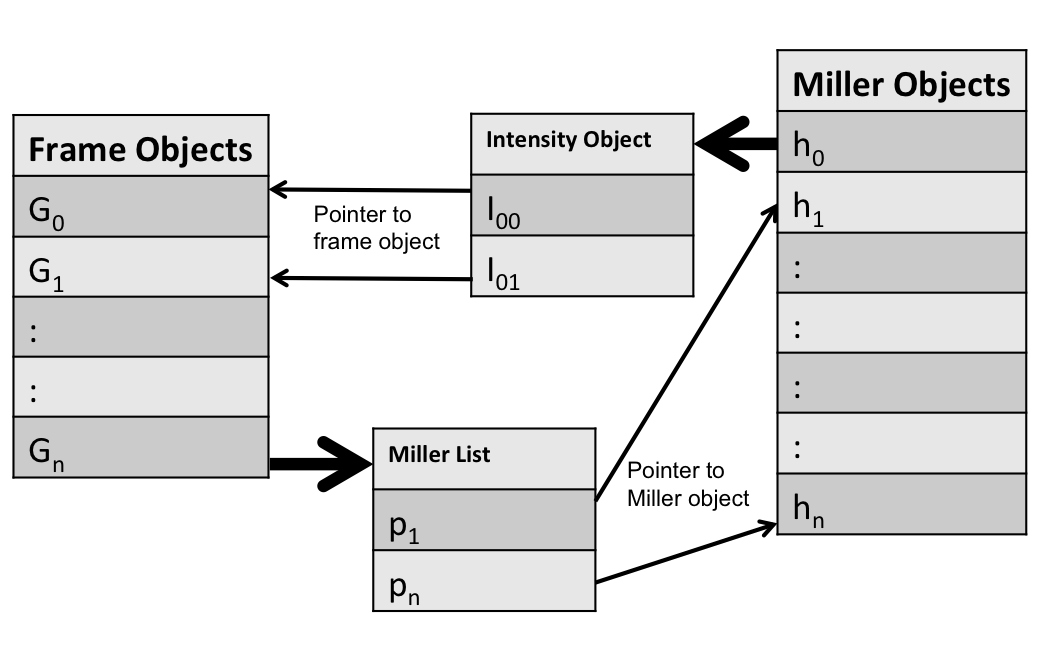 Frame Objects
G0
G1
:
:
Gn
Pointer to
frame object
Intensity Object
I00
I01
Miller Objects
h0
h1
:
:
:
:
hn
Miller List
p1
pn
Pointer to
Miller object